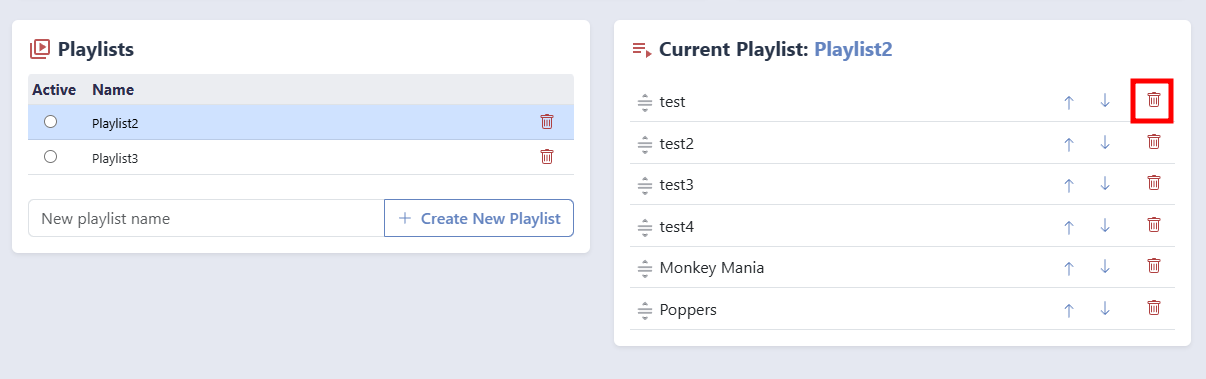 Playlists
Active Name
Playlist2
Playlist3
New playlist name
+ Create New Playlist
Current Playlist: Playlist2
test
test2
test3
test4
Monkey Mania
Poppers